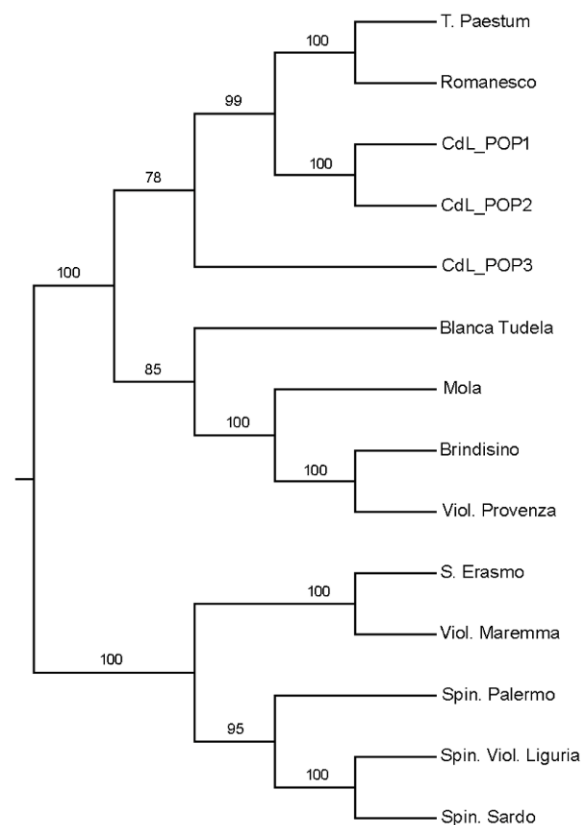 T. Paestum
100
Romanesco
99
CdL_POP1
100
78
CdL_POP2
CdL_POP3
100
Blanca Tudela
85
Mola
100
Brindisino
100
Viol. Provenza
S. Erasmo
100
Viol. Maremma
100
Spin. Palermo
95
Spin. Viol. Liguria
100
Spin. Sardo